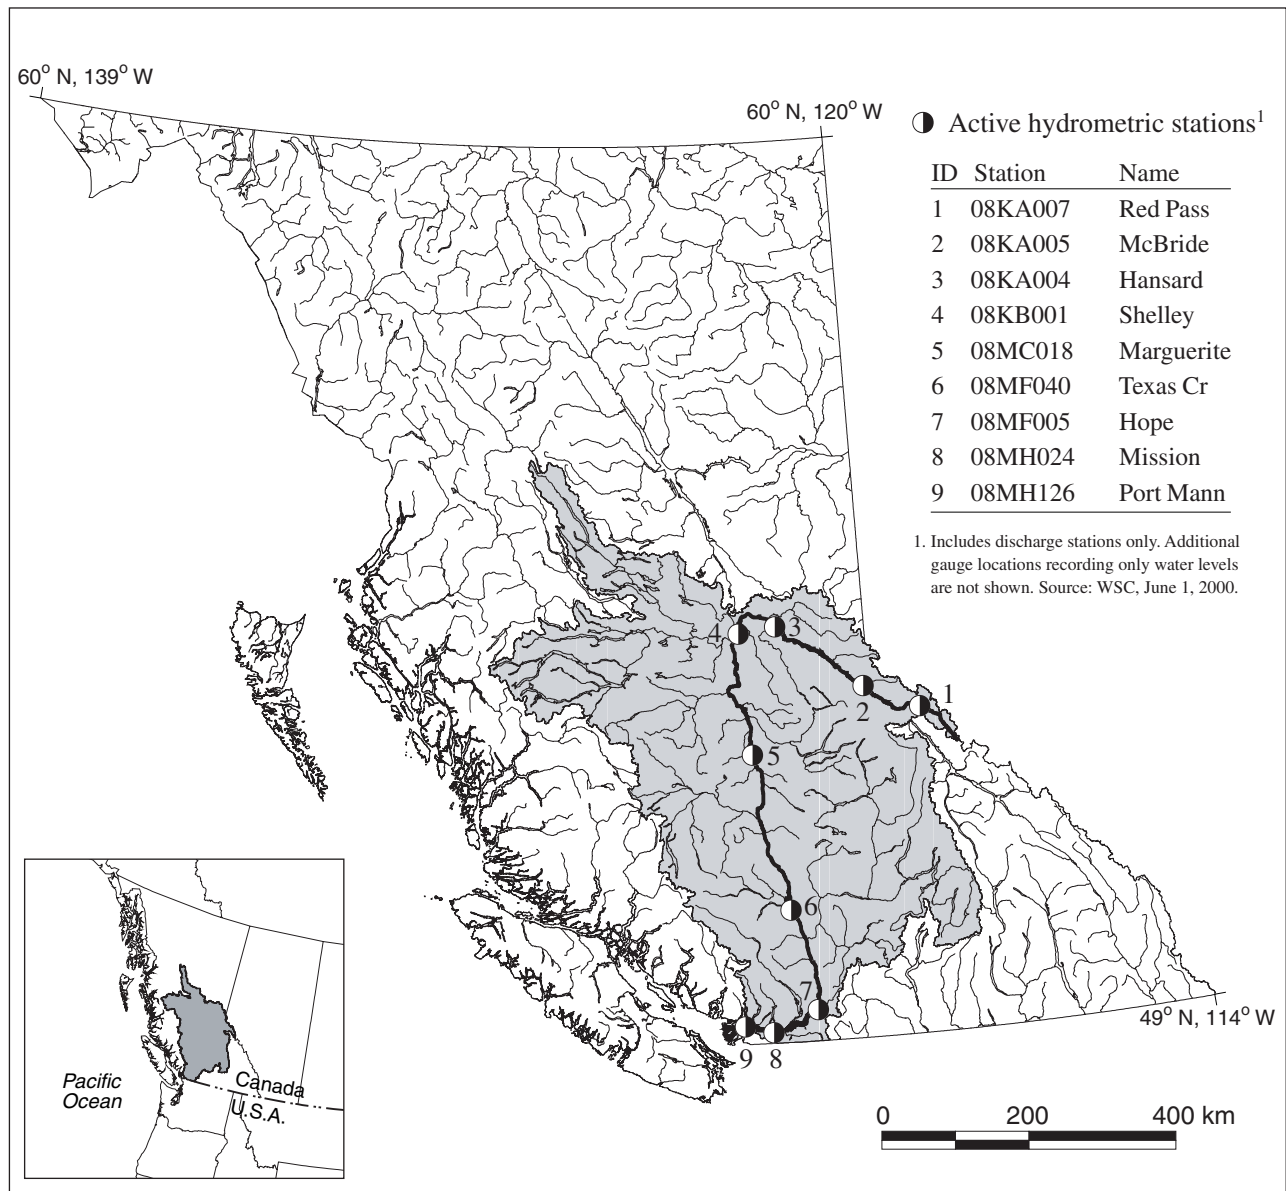 60° N, 139° W
60° N, 120° W
Active hydrometric stations¹
ID Station Name
1 08KA007 Red Pass
2 08KA005 McBride
3 08KA004 Hansard
4 08KB001 Shelley
5 08MC018 Marguerite
6 08MF040 Texas Cr
7 08MF005 Hope
8 08MH024 Mission
9 08MH126 Port Mann
1. Includes discharge stations only. Additional
gauge locations recording only water levels
are not shown. Source: WSC, June 1, 2000.
4
3
2
1
5
6
7
9
8
49° N, 114° W
Pacific
Ocean
Canada
U.S.A.
0 200 400 km